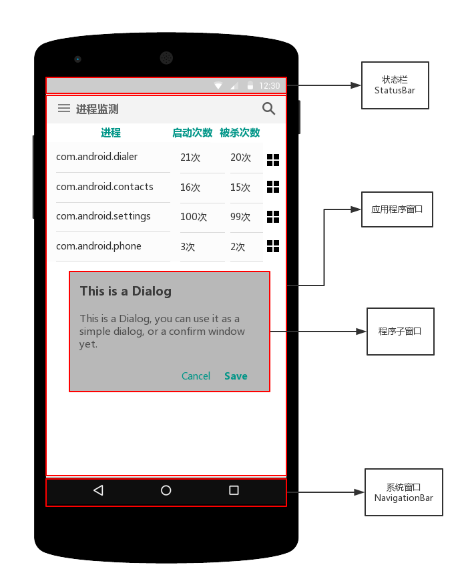 12:30
状态栏
StatusBar
进程监测
进程 启动次数 被杀次数
com.android.dialer 21次 20次
com.android.contacts 16次 15次
com.android.settings 100次 99次
com.android.phone 3次 2次
应用程序窗口
This is a Dialog
This is a Dialog, you can use it as a
simple dialog, or a confirm window
yet.
Cancel Save
程序子窗口
系统窗口
NavigationBar